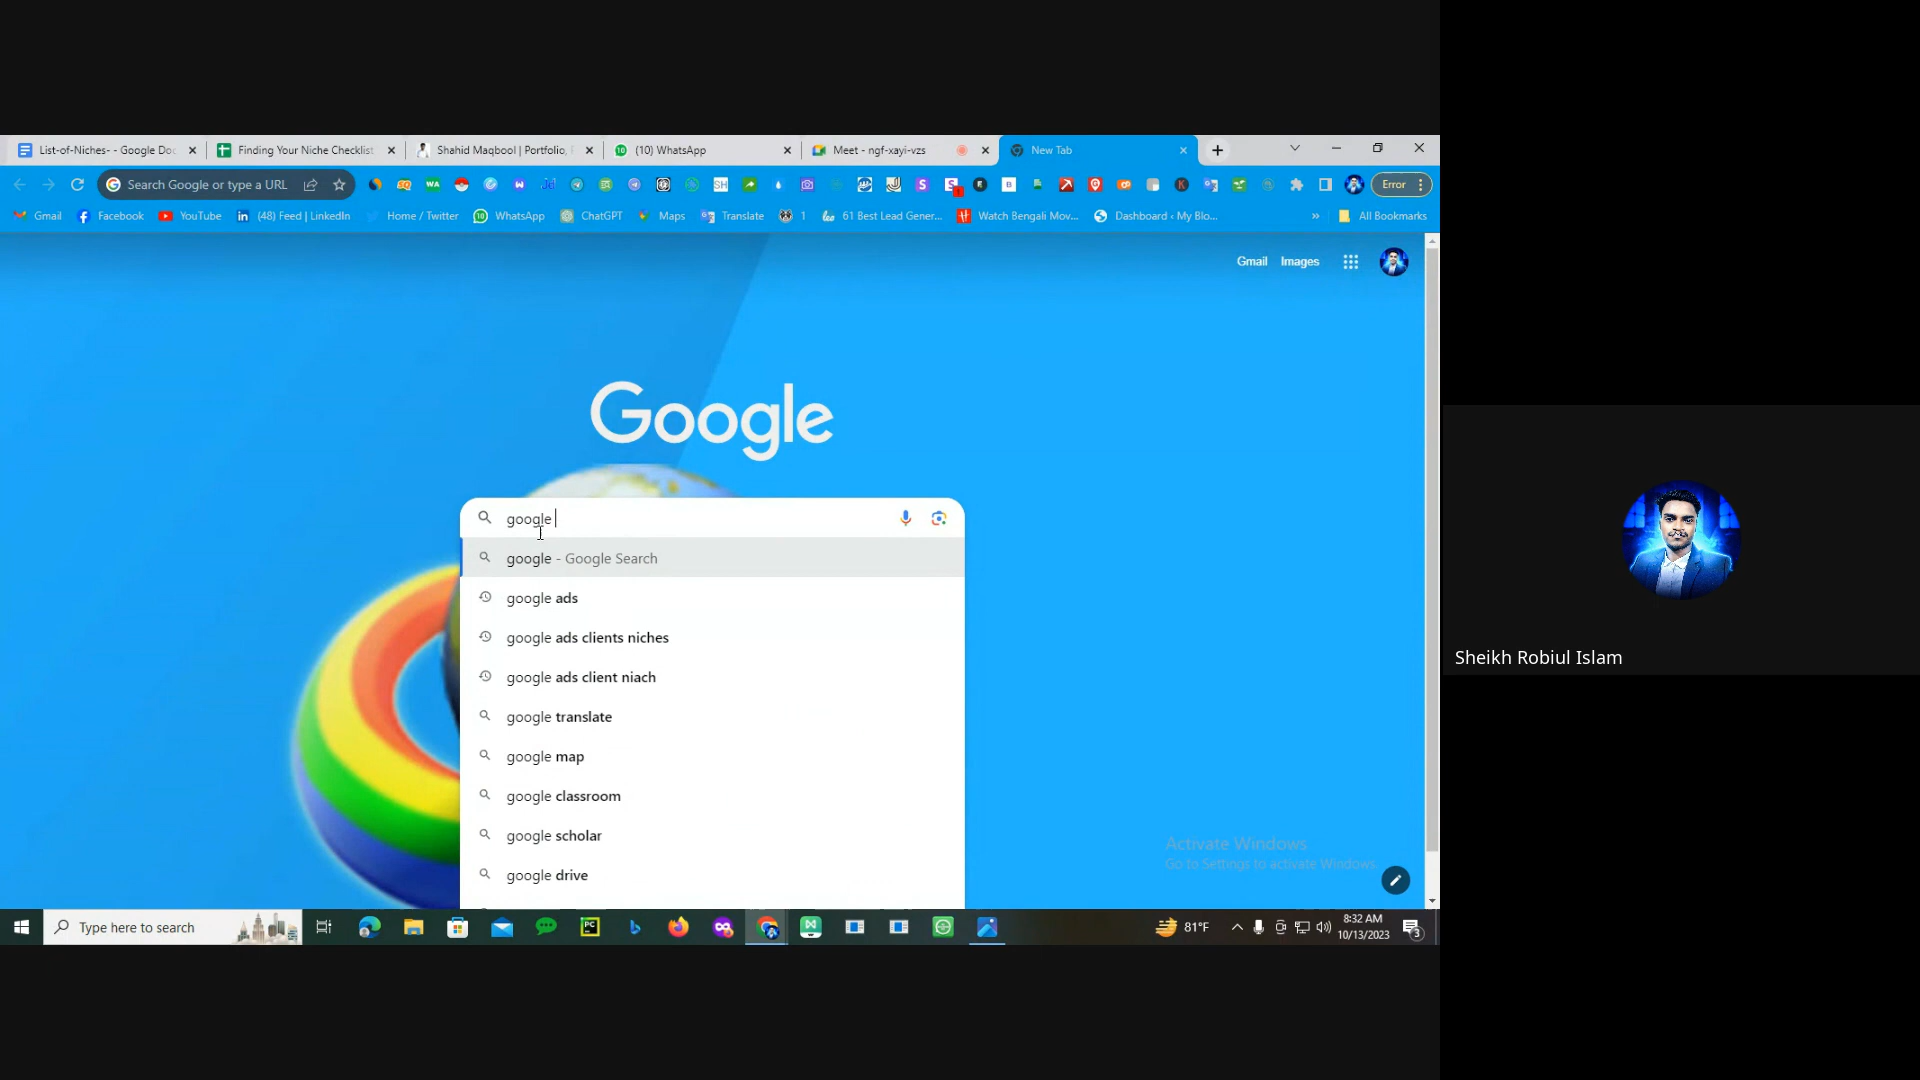 List-of-Niches- - Google Doc
Finding Your Niche Checklist
Shahid Maqbool | Portfolio,
(10) WhatsApp
Meet - ngf-xayi-vzs
New Tab
Search Google or type a URL
Error
Gmail
Facebook
YouTube
(48) Feed | LinkedIn
Home / Twitter
WhatsApp
ChatGPT
Maps
Translate
1
61 Best Lead Gener...
Watch Bengali Mov...
Dashboard ‹ My Blo...
All Bookmarks
Gmail
Images
Google
google
google - Google Search
google ads
google ads clients niches
google ads client niach
google translate
google map
google classroom
google scholar
google drive
Activate Windows
Go to Settings to activate Windows.
Sheikh Robiul Islam
Type here to search
81°F
8:32 AM
10/13/2023
3